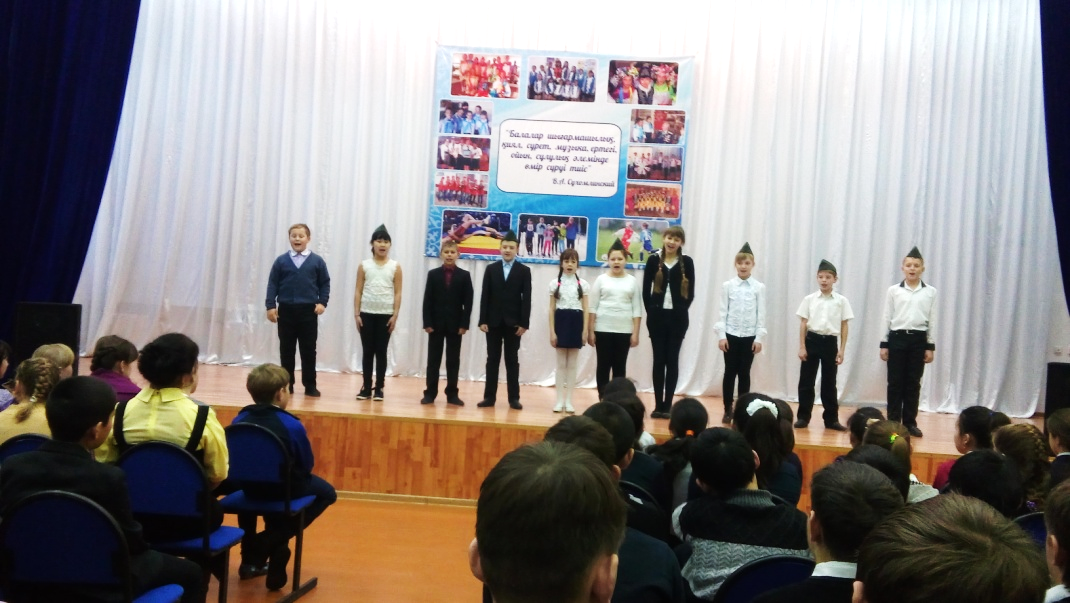 "Балалар шығармашылық,
қиял, сурет, музыка, ертегі,
ойын, сұлулық әлемінде
өмір сүруі тиіс"
В.А. Сухомлинский